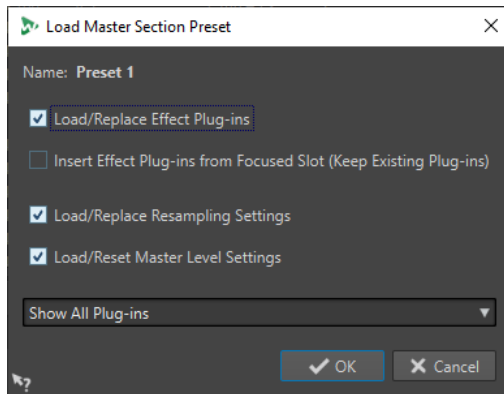 Load Master Section Preset
Name: Preset 1
Load/Replace Effect Plug-ins
Insert Effect Plug-ins from Focused Slot (Keep Existing Plug-ins)
Load/Replace Resampling Settings
Load/Reset Master Level Settings
Show All Plug-ins
OK Cancel
?